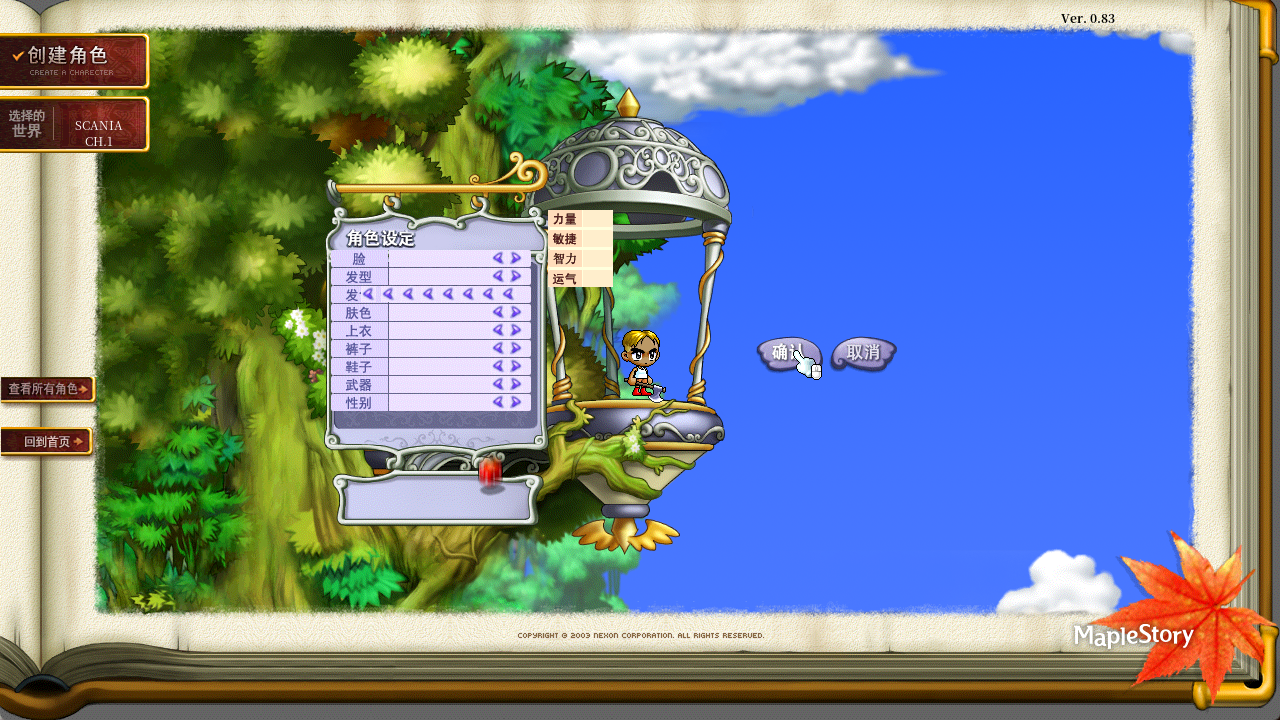 Ver. 0.83
创建角色
CREATE A CHARECTER
选择的
世界
SCANIA
CH.1
角色设定
脸
发型
发
肤色
上衣
裤子
鞋子
武器
性别
力量
敏捷
智力
运气
确认
取消
查看所有角色
回到首页
COPYRIGHT © 2003 NEXON CORPORATION. ALL RIGHTS RESERVED.
MapleStory